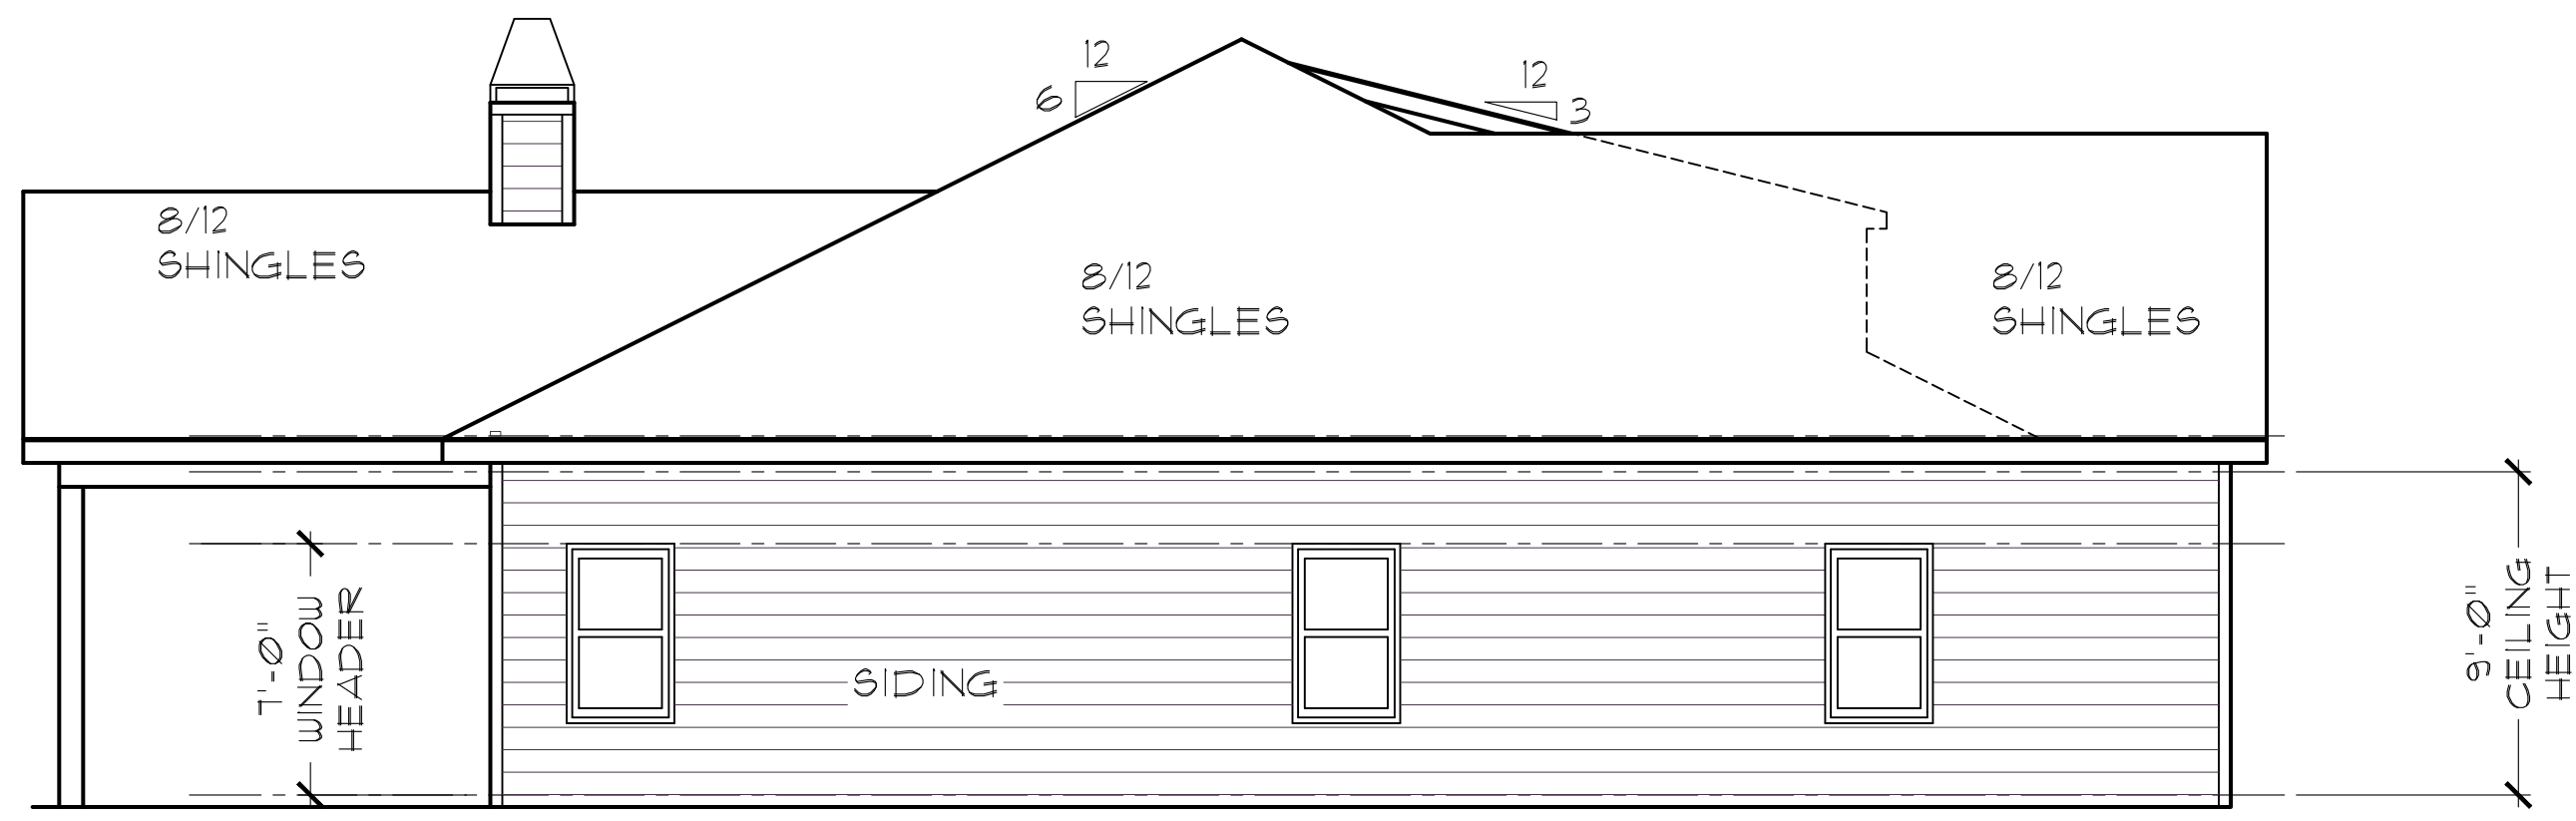 12
6
12
3
8/12
SHINGLES
8/12
SHINGLES
8/12
SHINGLES
7'-0"
WINDOW
HEADER
SIDING
9'-0"
CEILING
HEIGHT